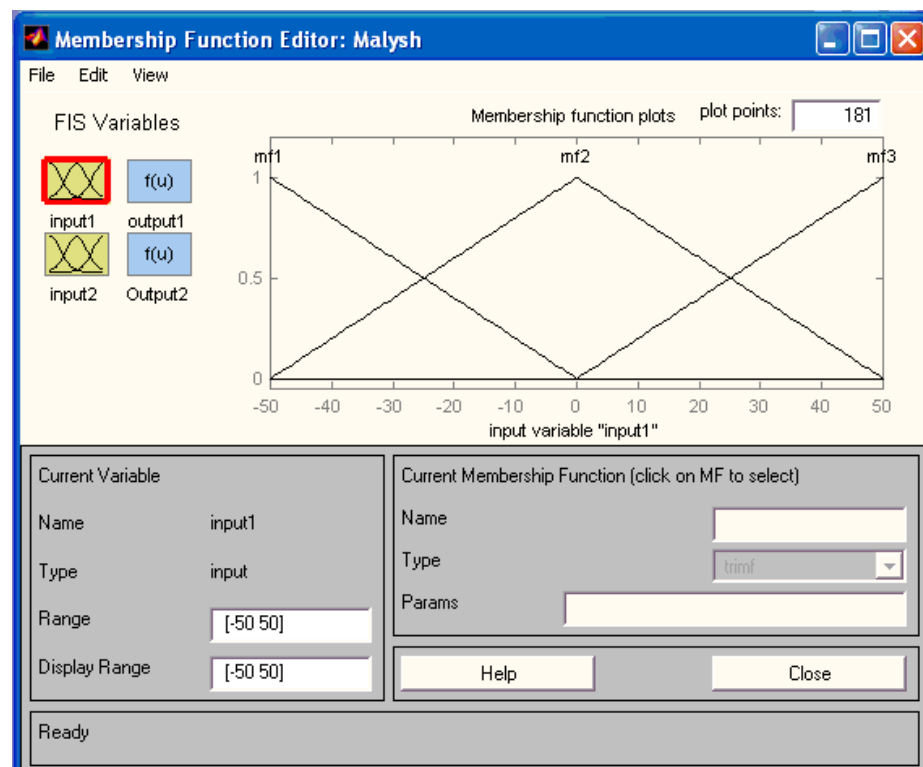 Membership Function Editor: Malysh
File Edit View
FIS Variables
f(u)
input1 output1
f(u)
input2 Output2
Membership function plots plot points: 181
mf1 mf2 mf3
1
0.5
0
-50 -40 -30 -20 -10 0 10 20 30 40 50
input variable "input1"
Current Variable
Name input1
Type input
Range [-50 50]
Display Range [-50 50]
Current Membership Function (click on MF to select)
Name
Type trimf
Params
Help Close
Ready